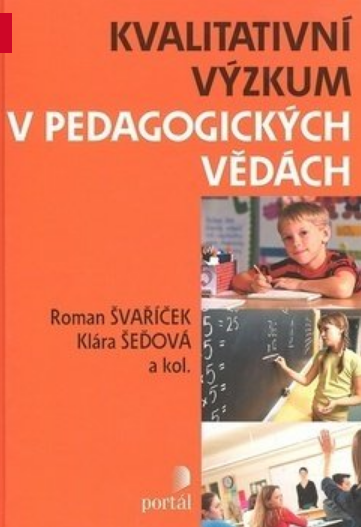 KVALITATIVNÍ
VÝZKUM
V PEDAGOGICKÝCH
VĚDÁCH
Roman ŠVAŘÍČEK
Klára ŠEĎOVÁ
a kol.
portál